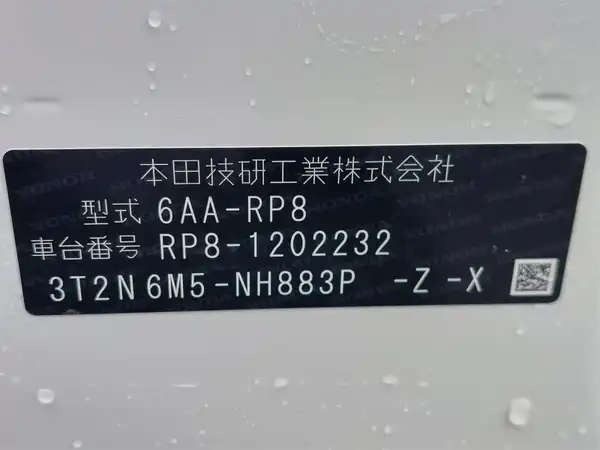 本田技研工業株式会社
型式 6AA-RP8
車台番号 RP8-1202232
3T2N6M5-NH883P -Z -X